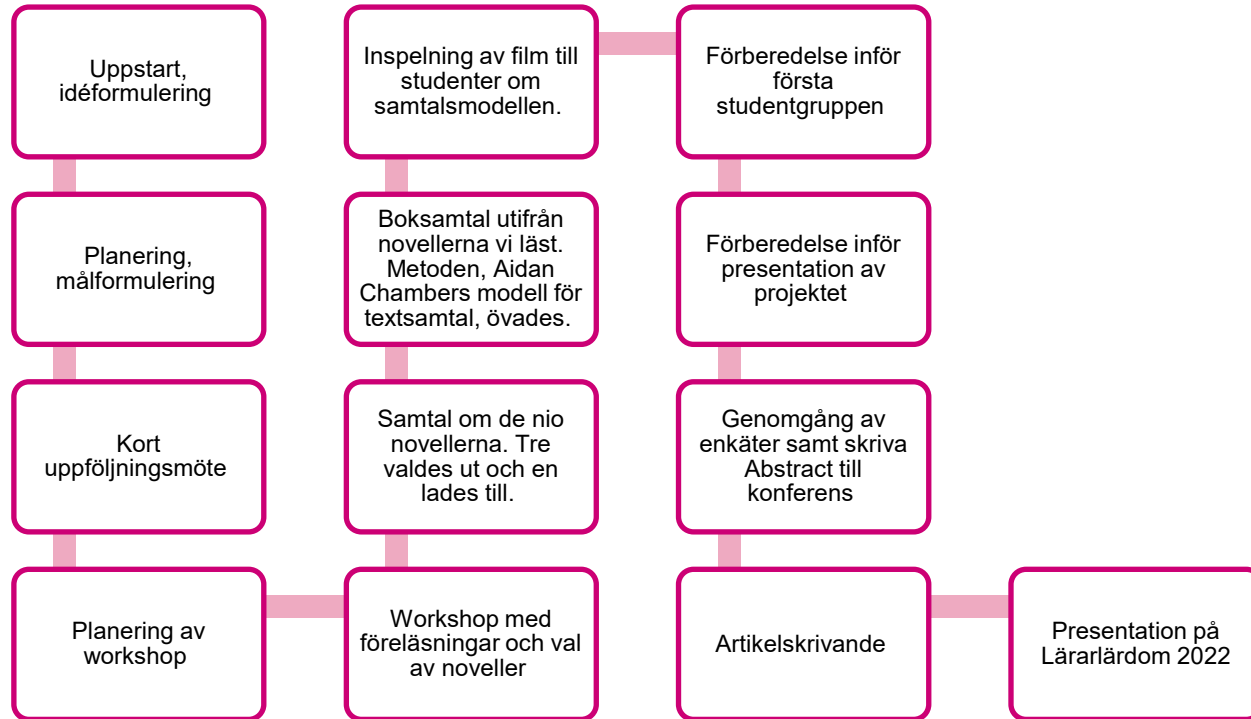 Uppstart,
idéformulering
Planering,
målformulering
Kort
uppföljningsmöte
Planering av
workshop
Workshop med
föreläsningar och val
av noveller
Samtal om de nio
novellerna. Tre
valdes ut och en
lades till.
Boksamtal utifrån
novellerna vi läst.
Metoden, Aidan
Chambers modell för
textsamtal, övades.
Inspelning av film till
studenter om
samtalsmodellen.
Förberedelse inför
första
studentgruppen
Förberedelse inför
presentation av
projektet
Genomgång av
enkäter samt skriva
Abstract till
konferens
Artikelskrivande
Presentation på
Lärarlärdom 2022